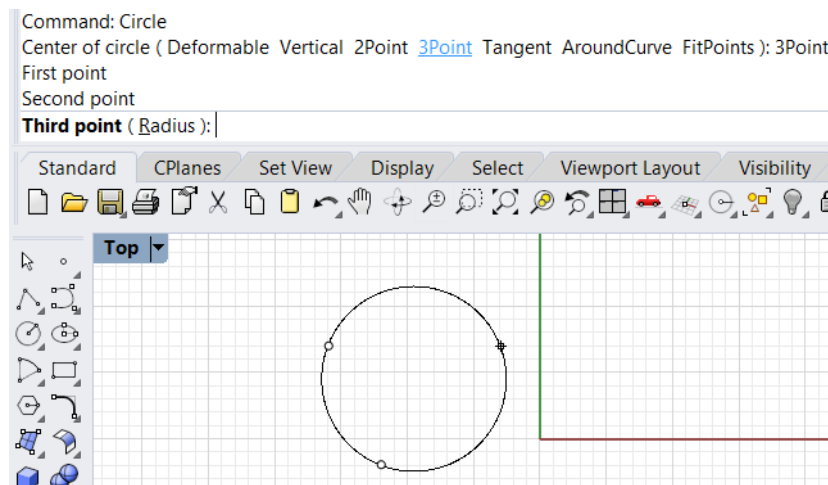 Command: Circle
Center of circle ( Deformable Vertical 2Point 3Point Tangent AroundCurve FitPoints ): 3Point
First point
Second point
Third point ( Radius ):
Standard CPlanes Set View Display Select Viewport Layout Visibility
Top